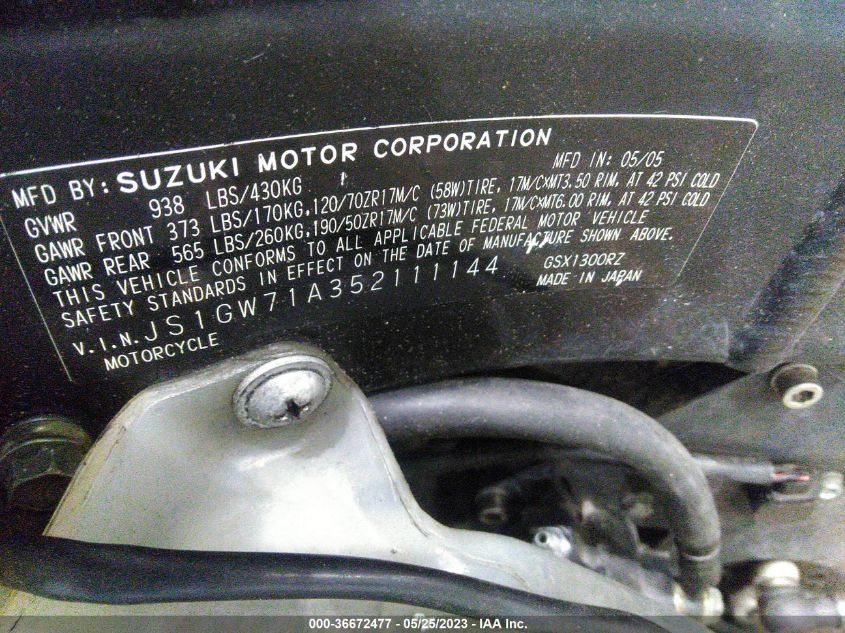 MFD BY: SUZUKI MOTOR CORPORATION
MFD IN: 05/05
GVWR 938 LBS/430KG
GAWR FRONT 373 LBS/170KG, 120/70ZR17M/C (58W)TIRE, 17M/CXMT3.50 RIM, AT 42 PSI COLD
GAWR REAR 565 LBS/260KG, 190/50ZR17M/C (73W)TIRE, 17M/CXMT6.00 RIM, AT 42 PSI COLD
THIS VEHICLE CONFORMS TO ALL APPLICABLE FEDERAL MOTOR VEHICLE
SAFETY STANDARDS IN EFFECT ON THE DATE OF MANUFACTURE SHOWN ABOVE.
V.I.N. JS1GW71A352111144
GSX1300RZ
MOTORCYCLE
MADE IN JAPAN
000-36672477 - 05/25/2023 - IAA Inc.